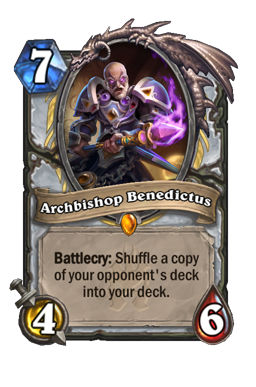 7
Archbishop Benedictus
Battlecry: Shuffle a copy
of your opponent's deck
into your deck.
4
6